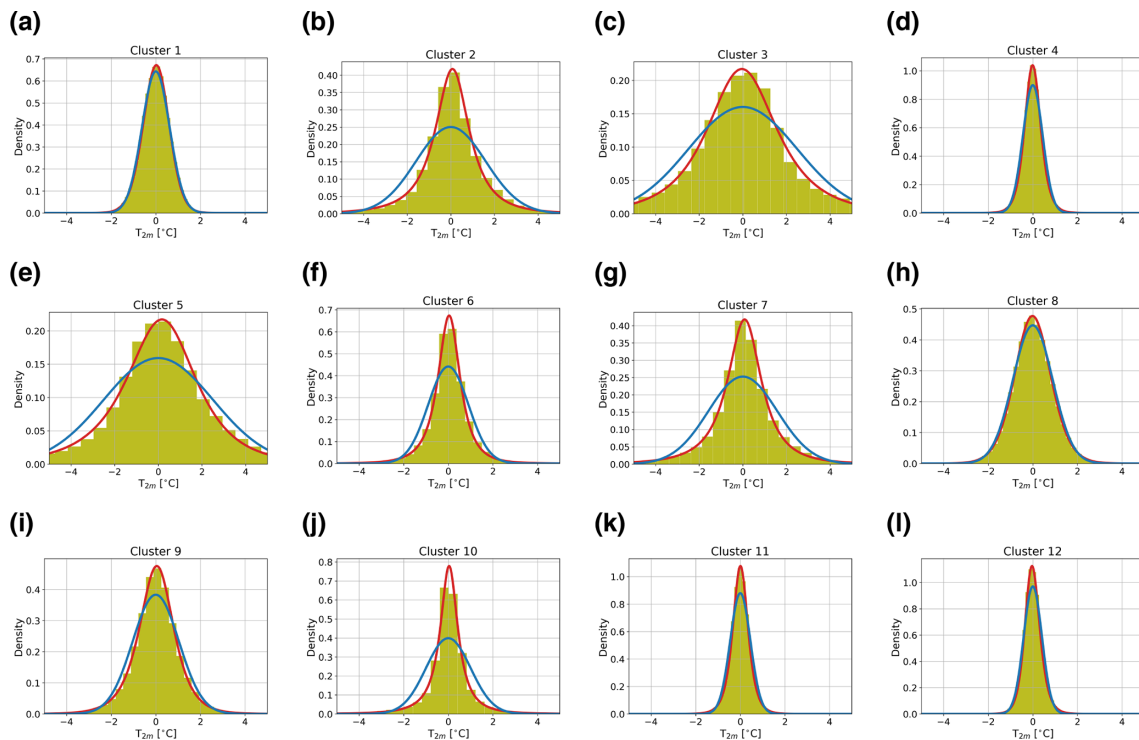 (a)
Cluster 1
0.7
0.6
0.5
0.4
0.3
0.2
0.1
0.0
Density
−4 −2 0 2 4
T2m [°C]
(b)
Cluster 2
0.40
0.35
0.30
0.25
0.20
0.15
0.10
0.05
0.00
Density
−4 −2 0 2 4
T2m [°C]
(c)
Cluster 3
0.20
0.15
0.10
0.05
0.00
Density
−4 −2 0 2 4
T2m [°C]
(d)
Cluster 4
1.0
0.8
0.6
0.4
0.2
0.0
Density
−4 −2 0 2 4
T2m [°C]
(e)
Cluster 5
0.20
0.15
0.10
0.05
0.00
Density
−4 −2 0 2 4
T2m [°C]
(f)
Cluster 6
0.7
0.6
0.5
0.4
0.3
0.2
0.1
0.0
Density
−4 −2 0 2 4
T2m [°C]
(g)
Cluster 7
0.40
0.35
0.30
0.25
0.20
0.15
0.10
0.05
0.00
Density
−4 −2 0 2 4
T2m [°C]
(h)
Cluster 8
0.5
0.4
0.3
0.2
0.1
0.0
Density
−4 −2 0 2 4
T2m [°C]
(i)
Cluster 9
0.4
0.3
0.2
0.1
0.0
Density
−4 −2 0 2 4
T2m [°C]
(j)
Cluster 10
0.8
0.7
0.6
0.5
0.4
0.3
0.2
0.1
0.0
Density
−4 −2 0 2 4
T2m [°C]
(k)
Cluster 11
1.0
0.8
0.6
0.4
0.2
0.0
Density
−4 −2 0 2 4
T2m [°C]
(l)
Cluster 12
1.0
0.8
0.6
0.4
0.2
0.0
Density
−4 −2 0 2 4
T2m [°C]